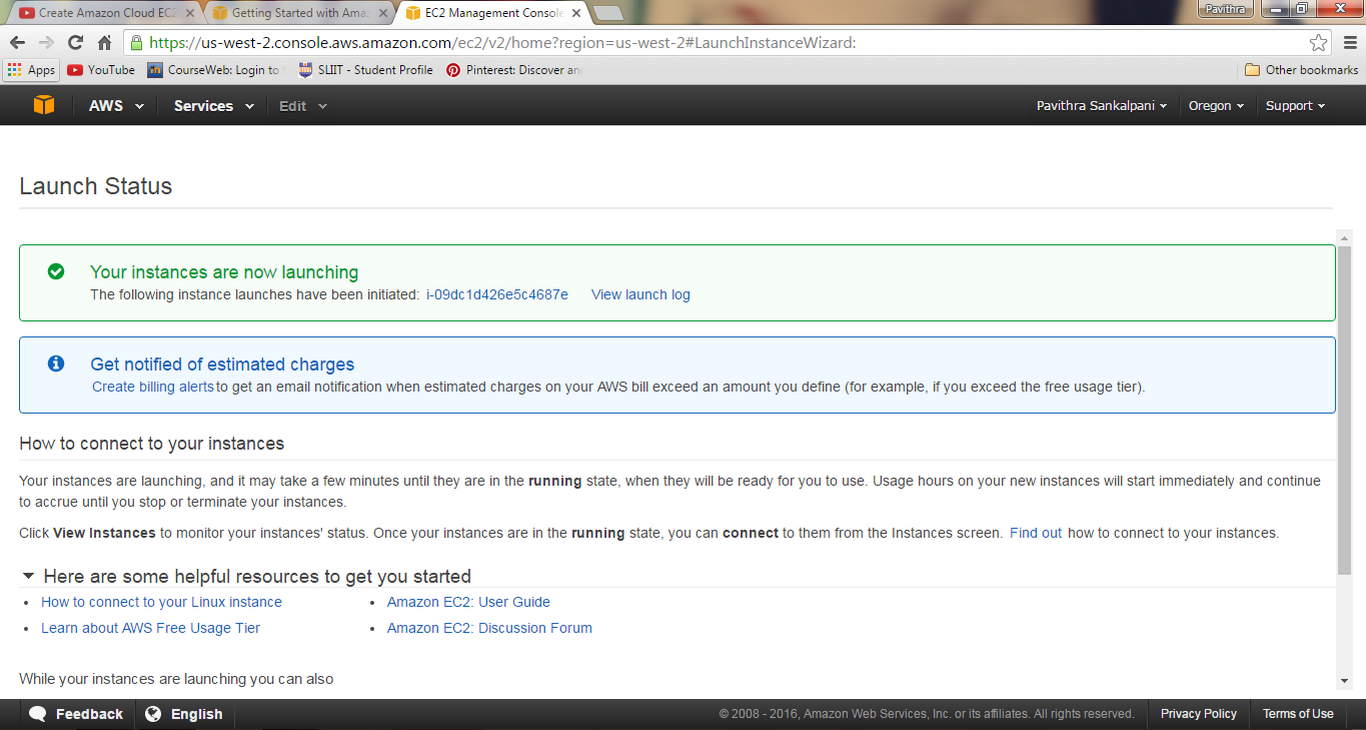 Create Amazon Cloud EC2
Getting Started with Amaz
EC2 Management Console
Pavithra
https://us-west-2.console.aws.amazon.com/ec2/v2/home?region=us-west-2#LaunchInstanceWizard:
Apps YouTube CourseWeb: Login to SLIIT - Student Profile Pinterest: Discover an Other bookmarks
AWS Services Edit Pavithra Sankalpani Oregon Support
Launch Status
Your instances are now launching
The following instance launches have been initiated: i-09dc1d426e5c4687e View launch log
Get notified of estimated charges
Create billing alerts to get an email notification when estimated charges on your AWS bill exceed an amount you define (for example, if you exceed the free usage tier).
How to connect to your instances
Your instances are launching, and it may take a few minutes until they are in the running state, when they will be ready for you to use. Usage hours on your new instances will start immediately and continue
to accrue until you stop or terminate your instances.
Click View Instances to monitor your instances' status. Once your instances are in the running state, you can connect to them from the Instances screen. Find out how to connect to your instances.
Here are some helpful resources to get you started
• How to connect to your Linux instance • Amazon EC2: User Guide
• Learn about AWS Free Usage Tier • Amazon EC2: Discussion Forum
While your instances are launching you can also
Feedback English © 2008 - 2016, Amazon Web Services, Inc. or its affiliates. All rights reserved. Privacy Policy Terms of Use